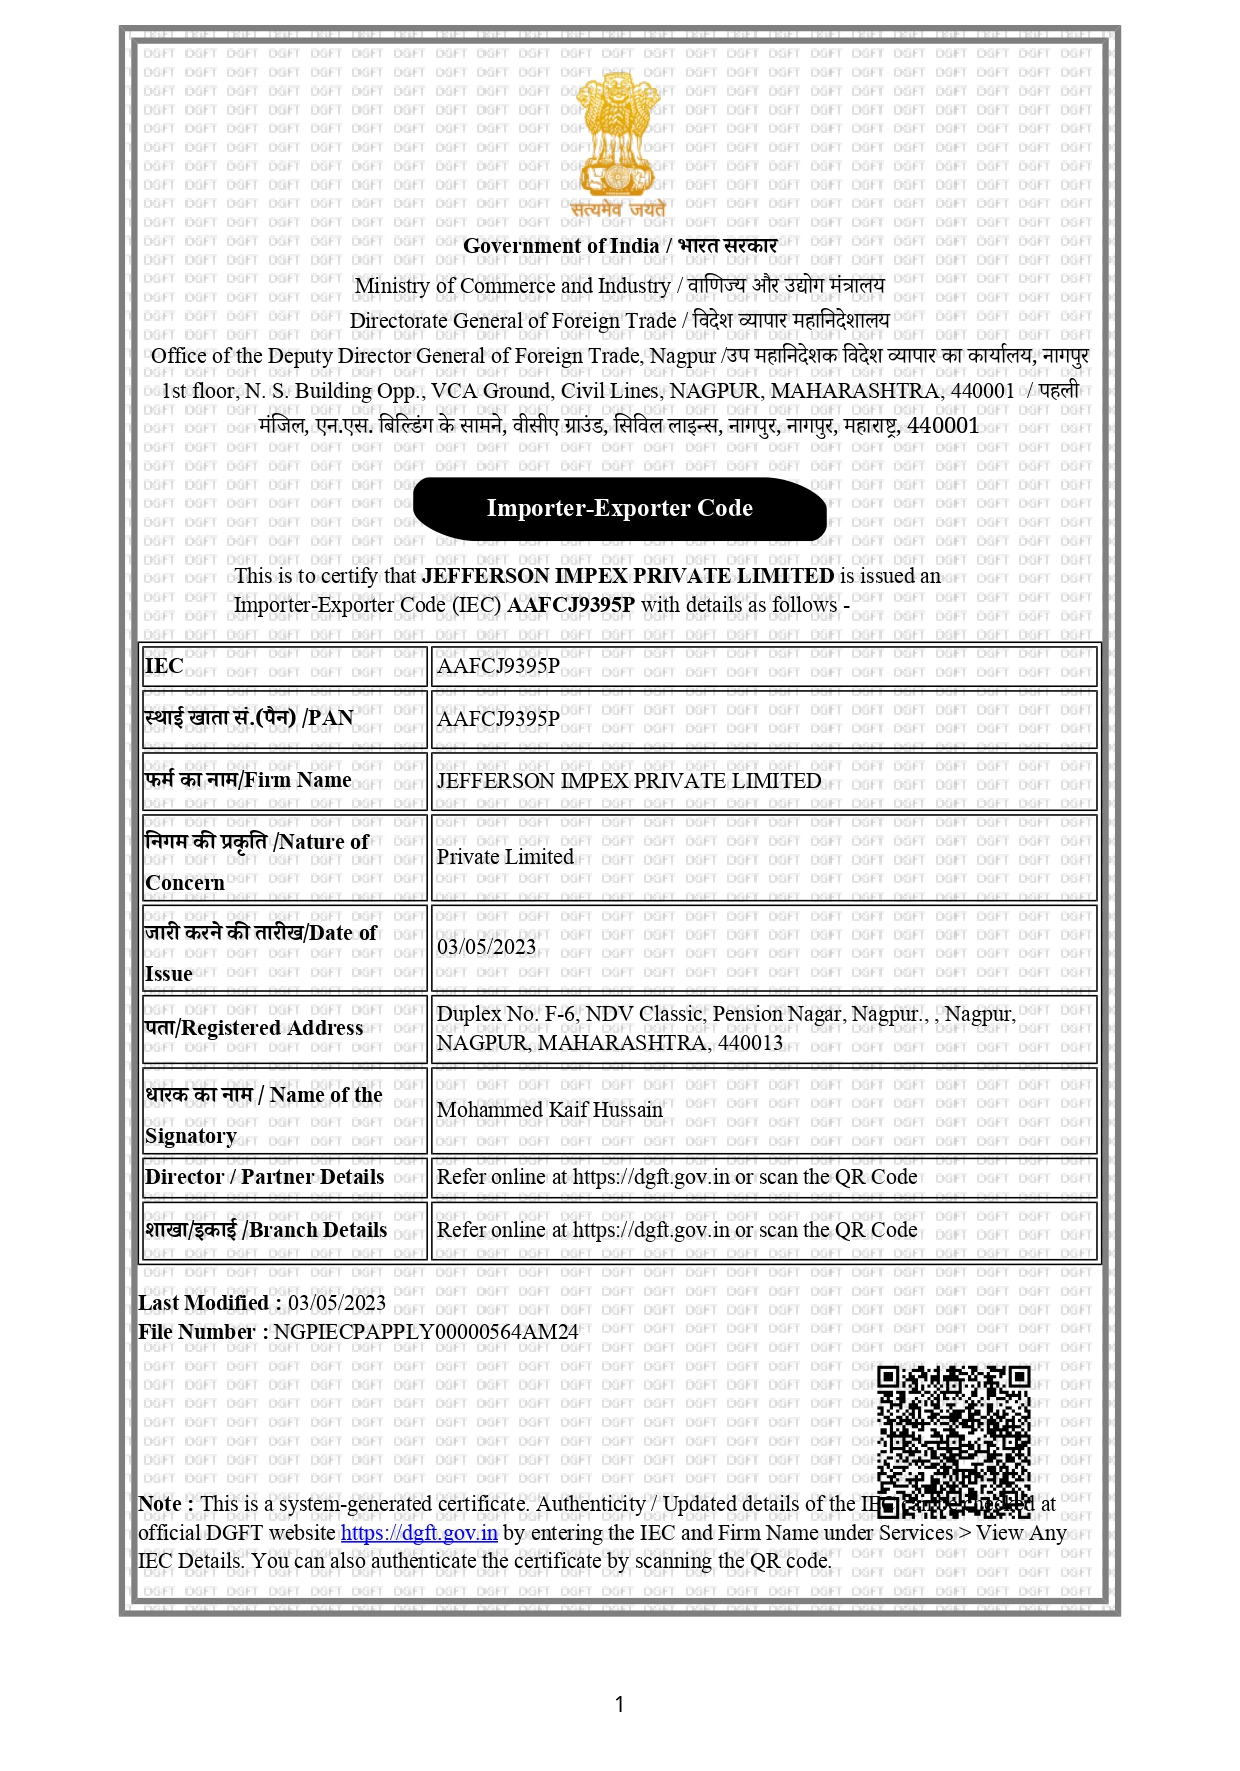 सत्यमेव जयते
Government of India / भारत सरकार
Ministry of Commerce and Industry / वाणिज्य और उद्योग मंत्रालय
Directorate General of Foreign Trade / विदेश व्यापार महानिदेशालय
Office of the Deputy Director General of Foreign Trade, Nagpur /उप महानिदेशक विदेश व्यापार का कार्यालय, नागपुर
1st floor, N. S. Building Opp., VCA Ground, Civil Lines, NAGPUR, MAHARASHTRA, 440001 / पहली
मंजिल, एन.एस. बिल्डिंग के सामने, वीसीए ग्राउंड, सिविल लाइन्स, नागपुर, नागपुर, महाराष्ट्र, 440001
Importer-Exporter Code
This is to certify that JEFFERSON IMPEX PRIVATE LIMITED is issued an
Importer-Exporter Code (IEC) AAFCJ9395P with details as follows -
IEC AAFCJ9395P
स्थाई खाता सं.(पैन) /PAN AAFCJ9395P
फर्म का नाम/Firm Name JEFFERSON IMPEX PRIVATE LIMITED
निगम की प्रकृति /Nature of
Concern
Private Limited
जारी करने की तारीख/Date of
Issue
03/05/2023
पता/Registered Address
Duplex No. F-6, NDV Classic, Pension Nagar, Nagpur., , Nagpur,
NAGPUR, MAHARASHTRA, 440013
धारक का नाम / Name of the
Signatory
Mohammed Kaif Hussain
Director / Partner Details Refer online at https://dgft.gov.in or scan the QR Code
शाखा/इकाई /Branch Details Refer online at https://dgft.gov.in or scan the QR Code
Last Modified : 03/05/2023
File Number : NGPIECPAPPLY00000564AM24
Note : This is a system-generated certificate. Authenticity / Updated details of the IEC can be checked at
official DGFT website https://dgft.gov.in by entering the IEC and Firm Name under Services > View Any
IEC Details. You can also authenticate the certificate by scanning the QR code.
1